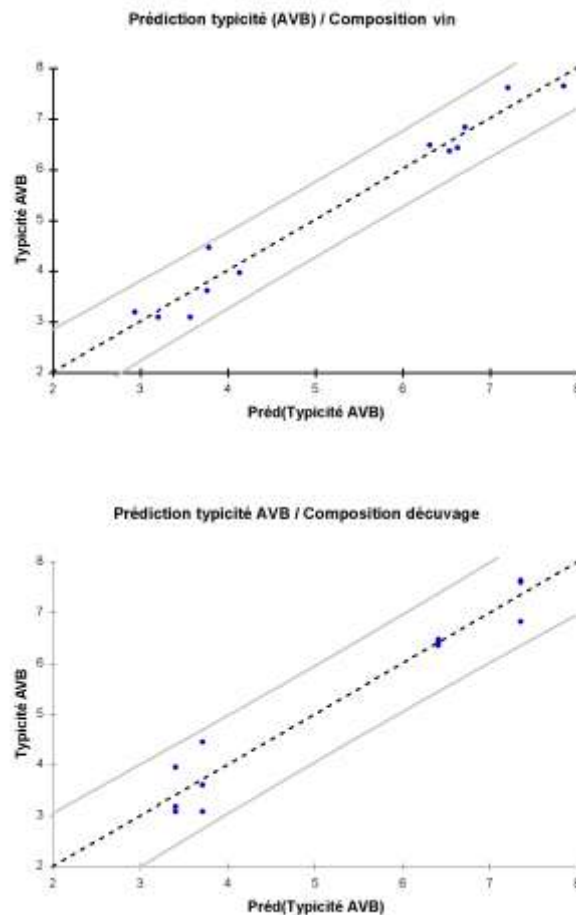 Prédiction typicité (AVB) / Composition vin
8
7
6
5
4
3
2
Typicité AVB
2 3 4 5 6 7 8
Préd(Typicité AVB)
Prédiction typicité AVB / Composition décuvage
8
7
6
5
4
3
2
Typicité AVB
2 3 4 5 6 7 8
Préd(Typicité AVB)